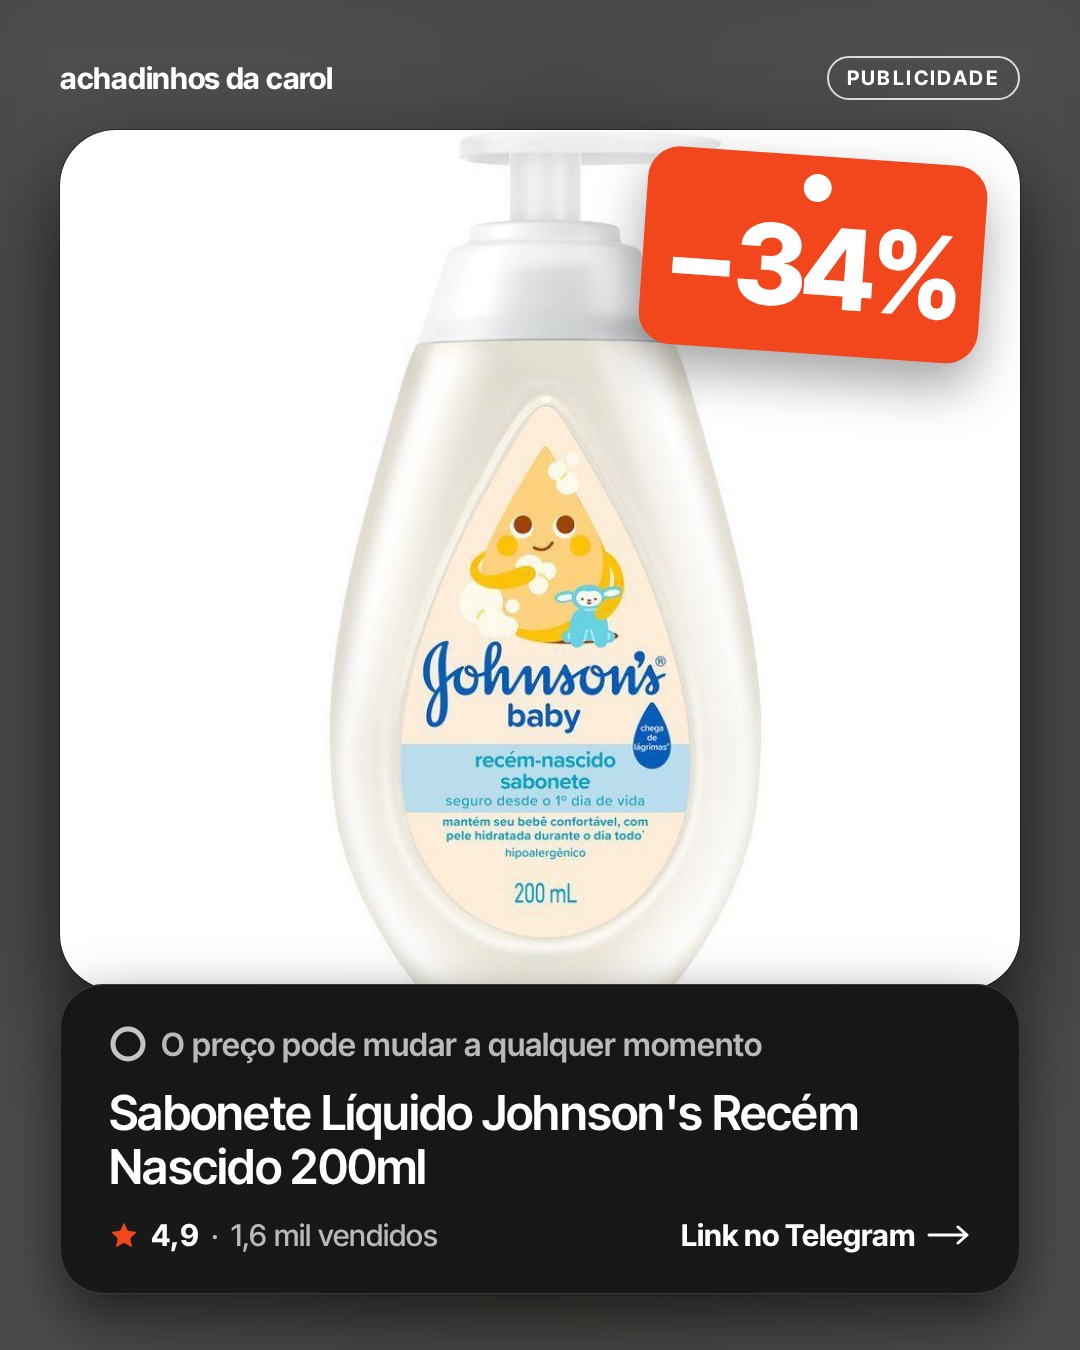 achadinhos da carol
PUBLICIDADE
−34%
Johnson's®
baby
chega
de
lágrimas®
recém-nascido
sabonete
seguro desde o 1º dia de vida
mantém seu bebê confortável, com
pele hidratada durante o dia todo*
hipoalergênico
200 mL
O preço pode mudar a qualquer momento
Sabonete Líquido Johnson's Recém
Nascido 200ml
4,9 · 1,6 mil vendidos
Link no Telegram →